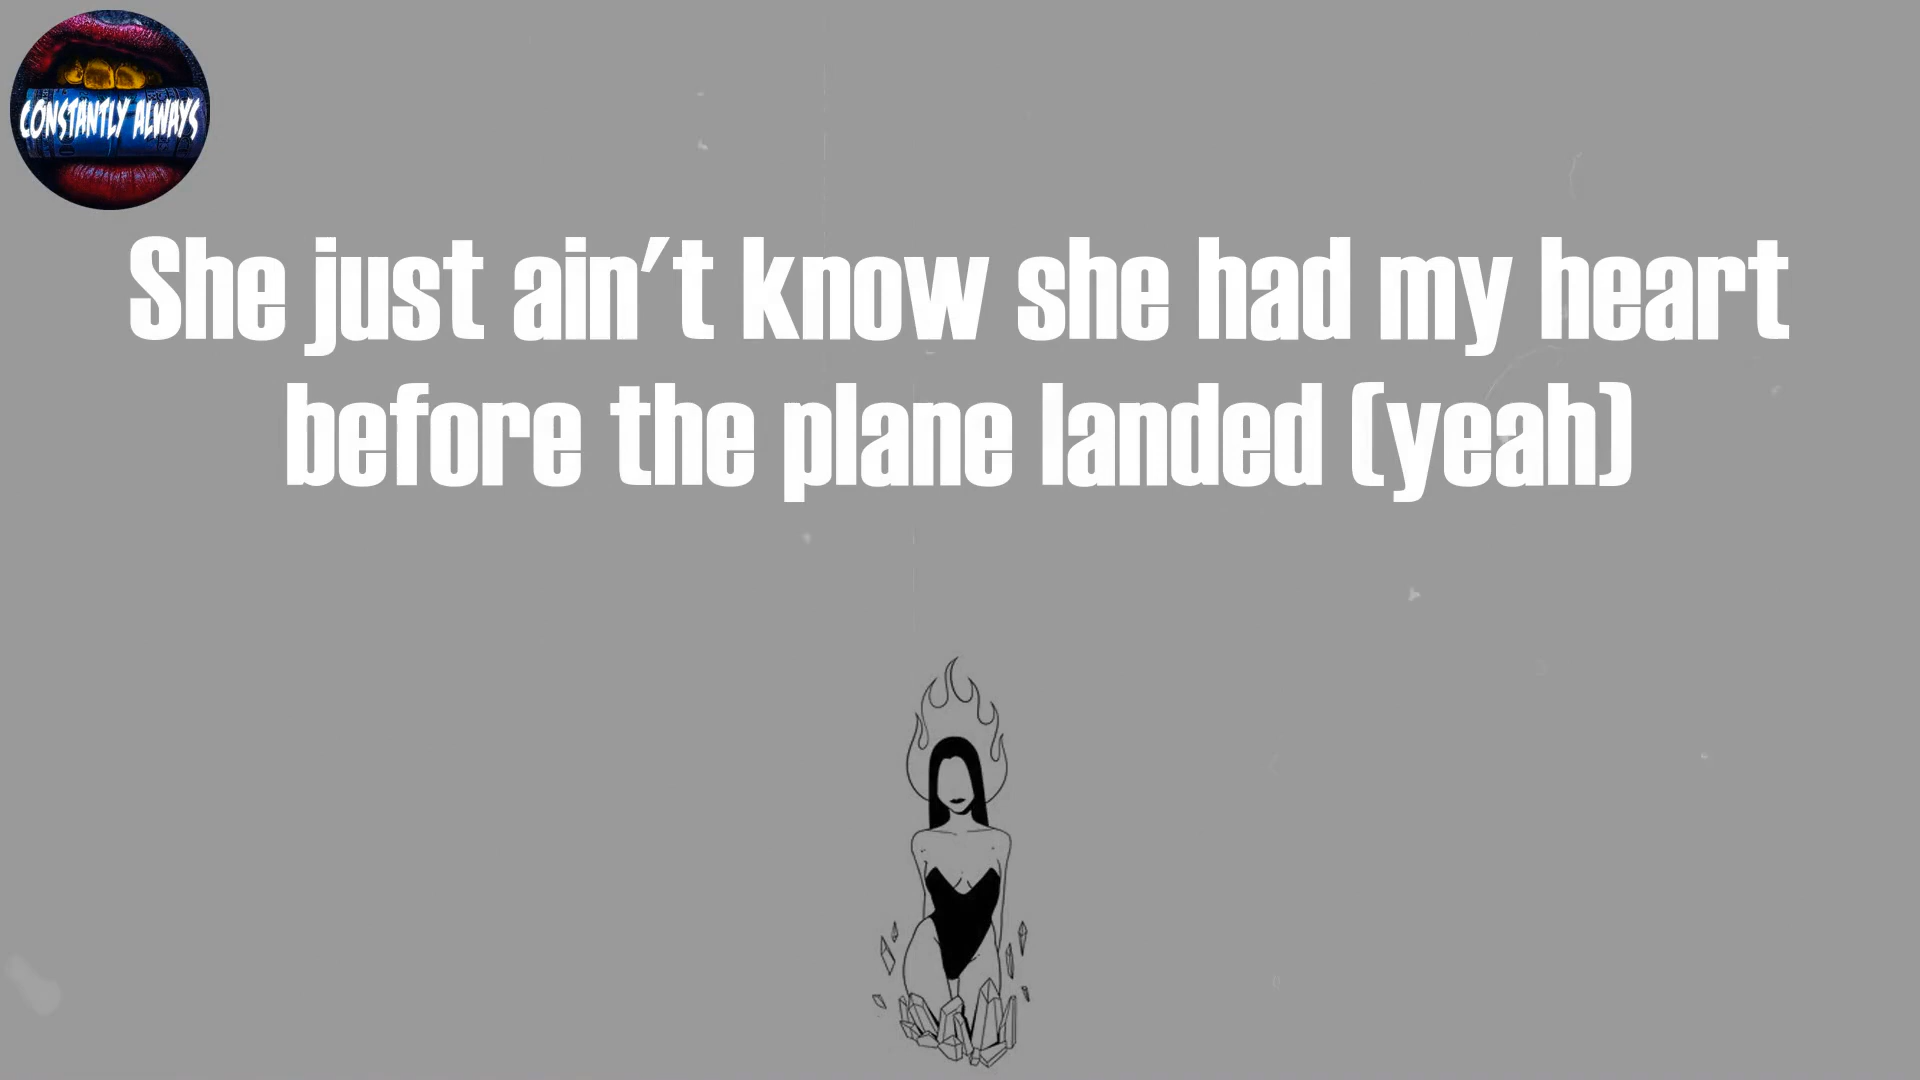 CONSTANTLY ALWAYS
She just ain't know she had my heart
before the plane landed (yeah)